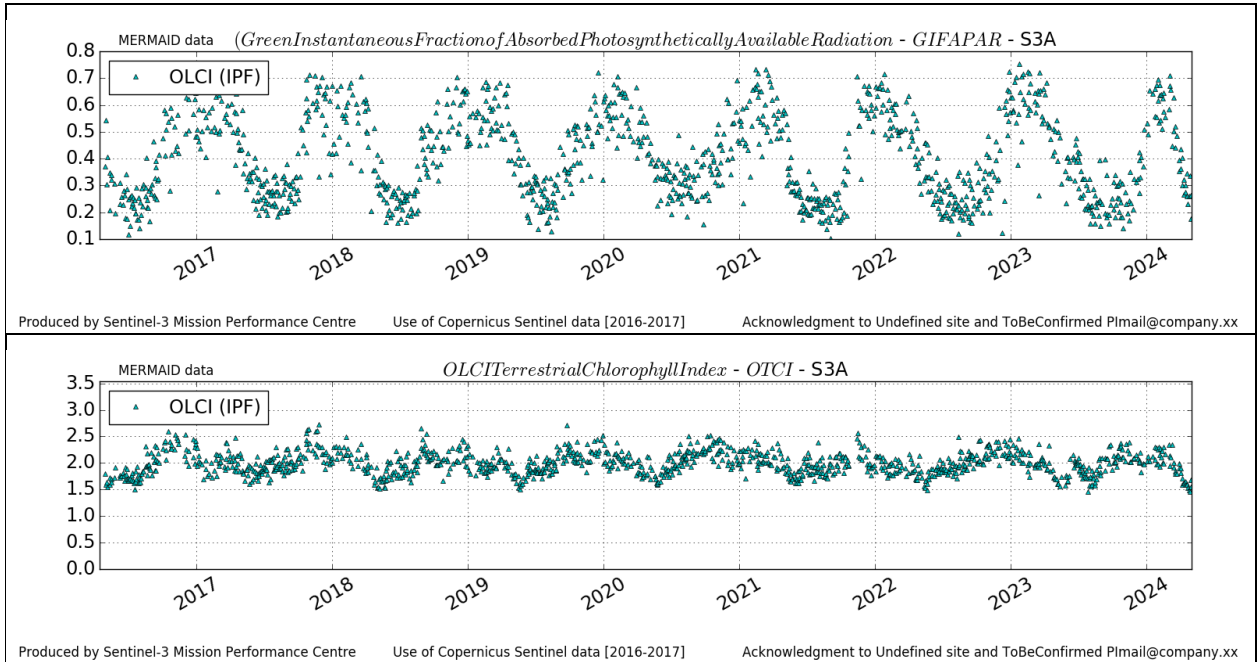 MERMAID data (GreenInstantaneousFractionofAbsorbedPhotosyntheticallyAvailableRadiation - GIFAPAR - S3A
0.8
OLCI (IPF)
0.7
0.6
0.5
0.4
0.3
0.2
0.1
2017 2018 2019 2020 2021 2022 2023 2024
Produced by Sentinel-3 Mission Performance Centre Use of Copernicus Sentinel data [2016-2017] Acknowledgment to Undefined site and ToBeConfirmed PImail@company.xx
MERMAID data OLCITerrestrialChlorophyllIndex - OTCI - S3A
3.5
OLCI (IPF)
3.0
2.5
2.0
1.5
1.0
0.5
0.0
2017 2018 2019 2020 2021 2022 2023 2024
Produced by Sentinel-3 Mission Performance Centre Use of Copernicus Sentinel data [2016-2017] Acknowledgment to Undefined site and ToBeConfirmed PImail@company.xx